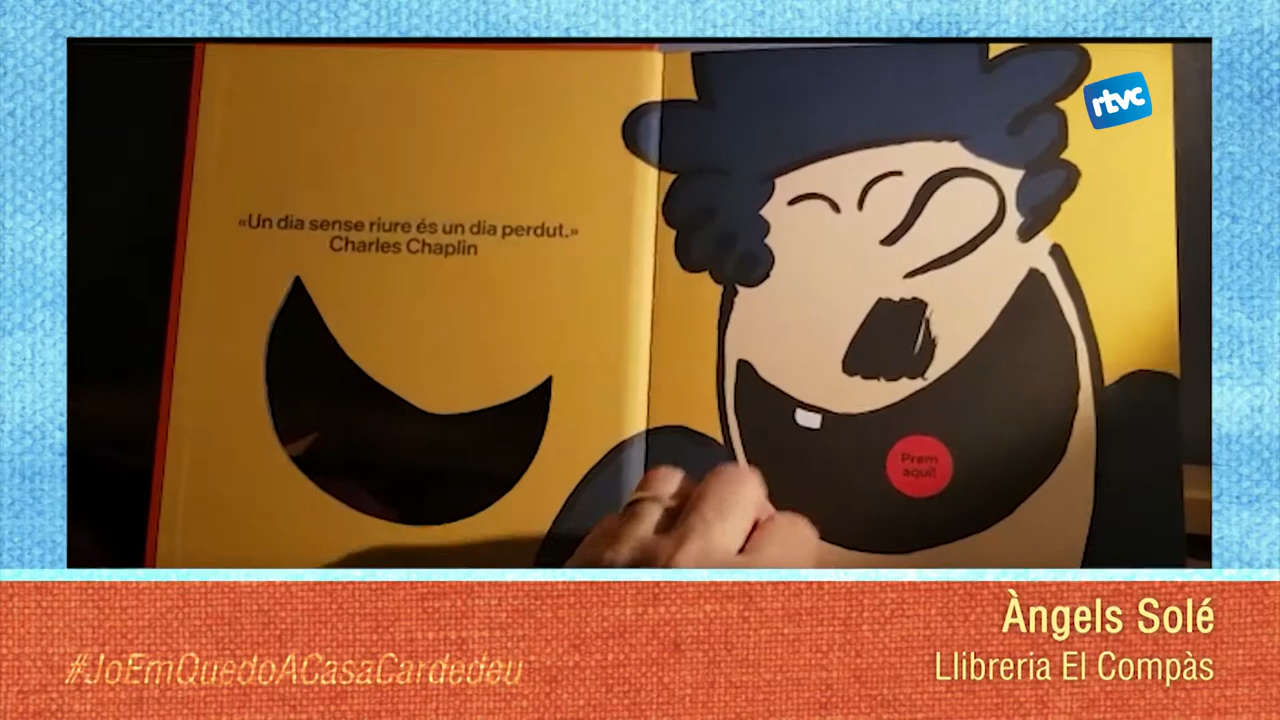 rtvc
«Un dia sense riure és un dia perdut.»
Charles Chaplin
Prem
aquí!
Àngels Solé
Llibreria El Compàs
#JoEmQuedoACasaCardedeu